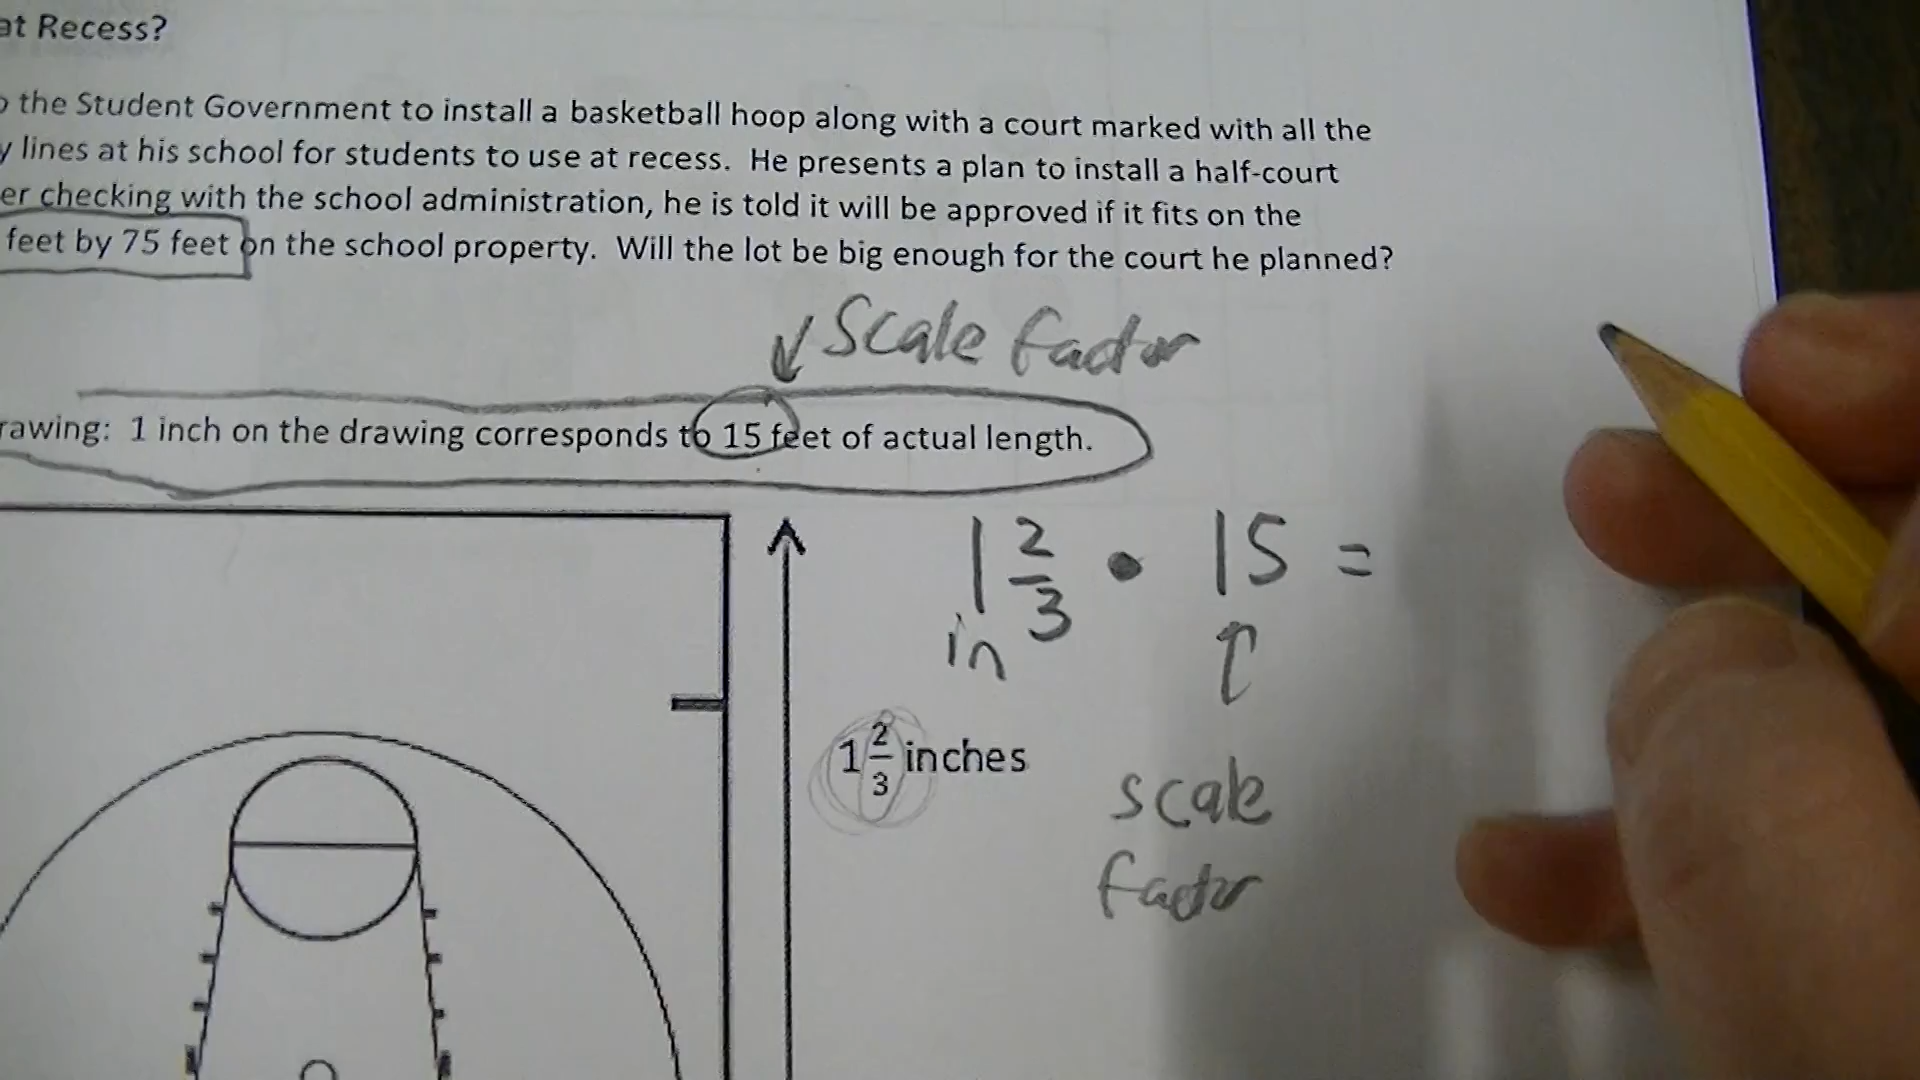 at Recess?
the Student Government to install a basketball hoop along with a court marked with all the
y lines at his school for students to use at recess. He presents a plan to install a half-court
er checking with the school administration, he is told it will be approved if it fits on the
feet by 75 feet on the school property. Will the lot be big enough for the court he planned?
Scale factor
rawing: 1 inch on the drawing corresponds to 15 feet of actual length.
1 2/3 • 15 =
in
1 2/3 inches
scale
factor